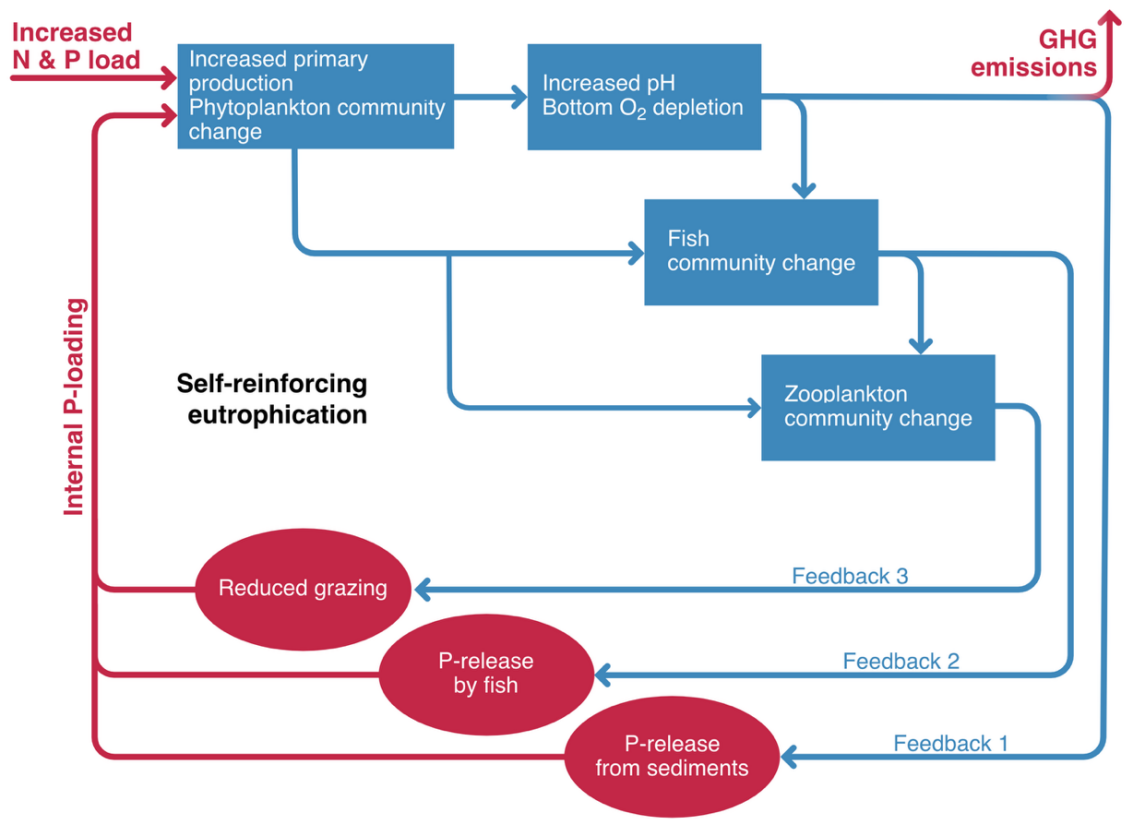 Increased
N & P load
Increased primary
production
Phytoplankton community
change
Increased pH
Bottom O₂ depletion
GHG
emissions
Fish
community change
Zooplankton
community change
Internal P-loading
Self-reinforcing
eutrophication
Reduced grazing
Feedback 3
P-release
by fish
Feedback 2
P-release
from sediments
Feedback 1